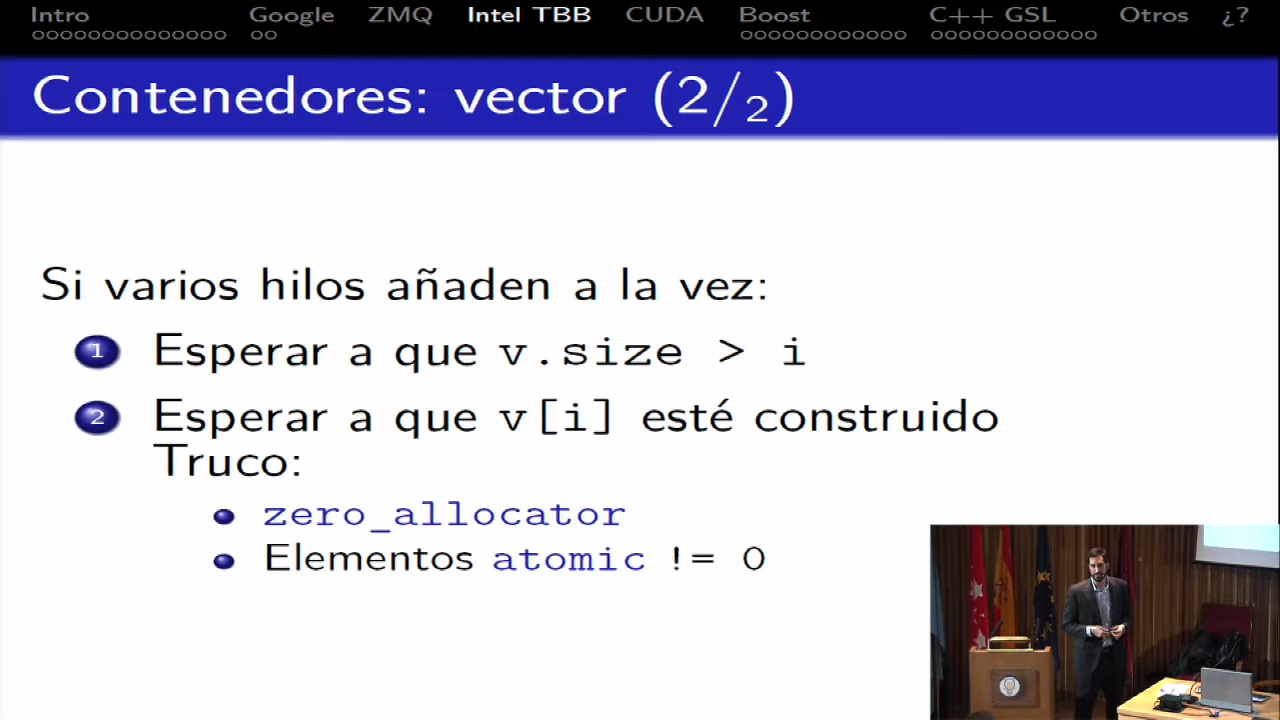 Intro Google ZMQ Intel TBB CUDA Boost C++ GSL Otros ¿?
Contenedores: vector (2/2)
Si varios hilos añaden a la vez:
1 Esperar a que v.size > i
2 Esperar a que v[i] esté construido
Truco:
zero_allocator
Elementos atomic != 0